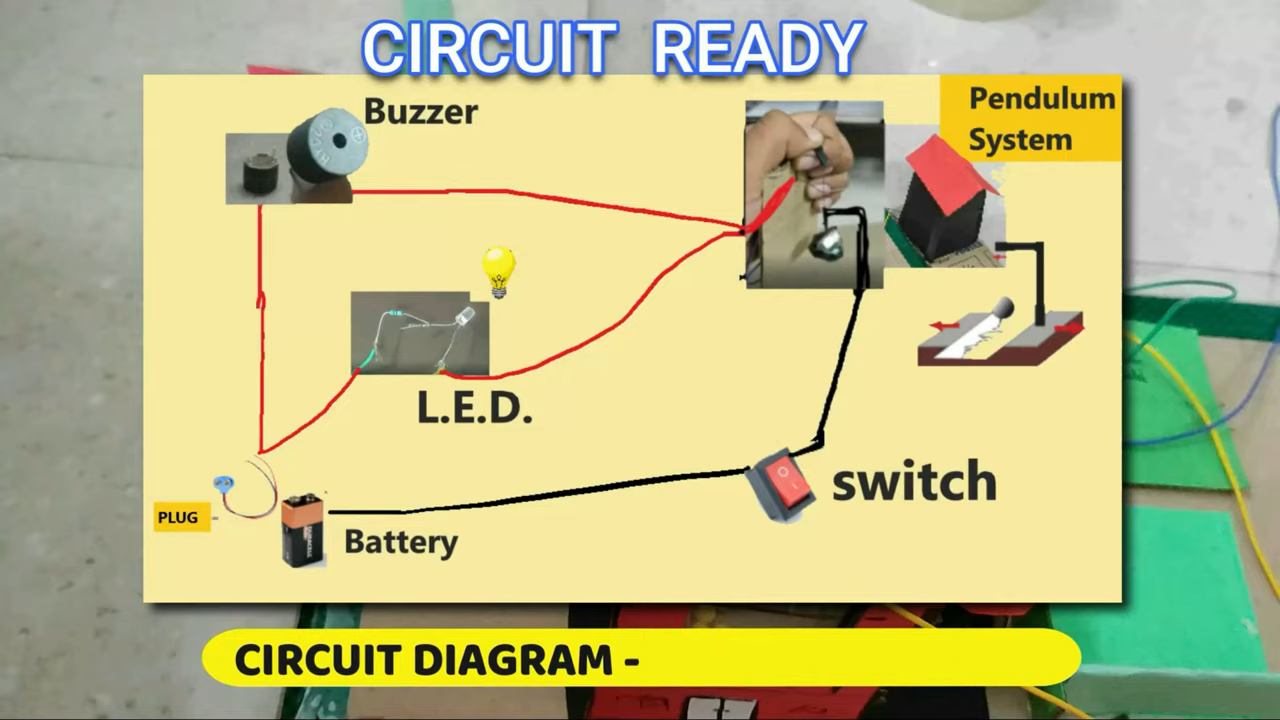 CIRCUIT READY
Buzzer
Pendulum
System
L.E.D.
switch
PLUG
Battery
CIRCUIT DIAGRAM -